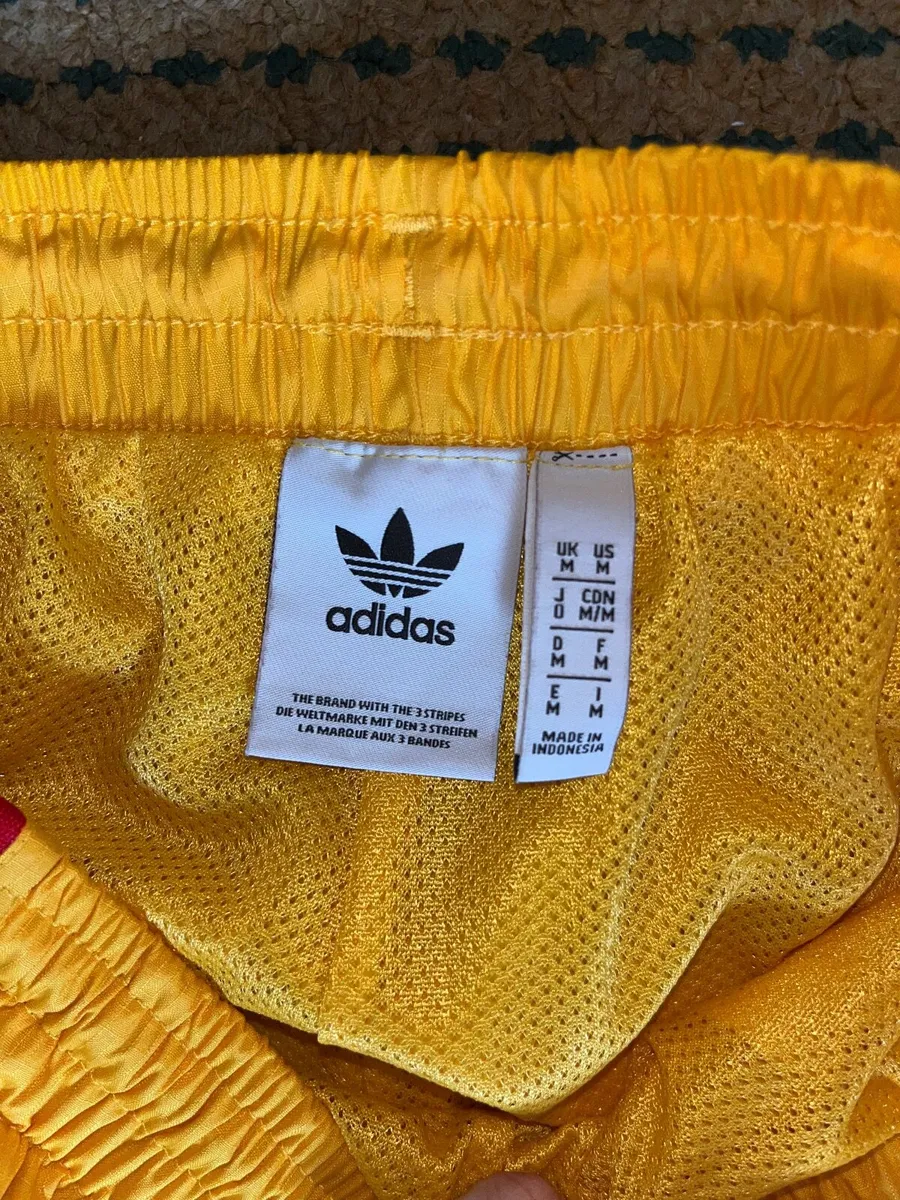 adidas
THE BRAND WITH THE 3 STRIPES
DIE WELTMARKE MIT DEN 3 STREIFEN
LA MARQUE AUX 3 BANDES
UK US
M M
J CDN
O M/M
D F
M M
E I
M M
MADE IN
INDONESIA